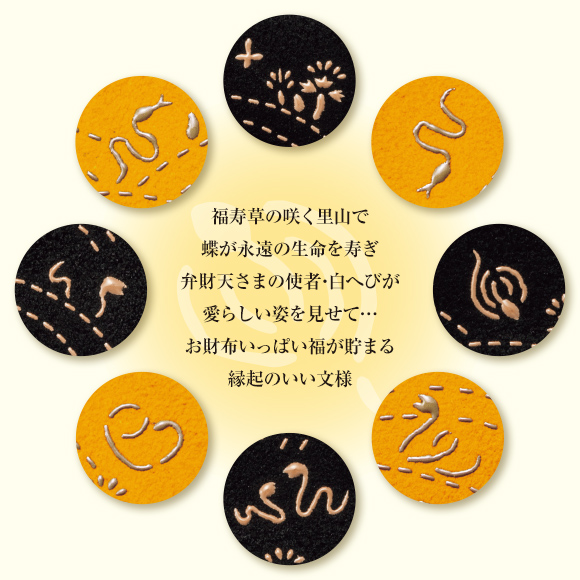 福寿草の咲く里山で
蝶が永遠の生命を寿ぎ
弁財天さまの使者・白へびが
愛らしい姿を見せて…
お財布いっぱい福が貯まる
縁起のいい文様